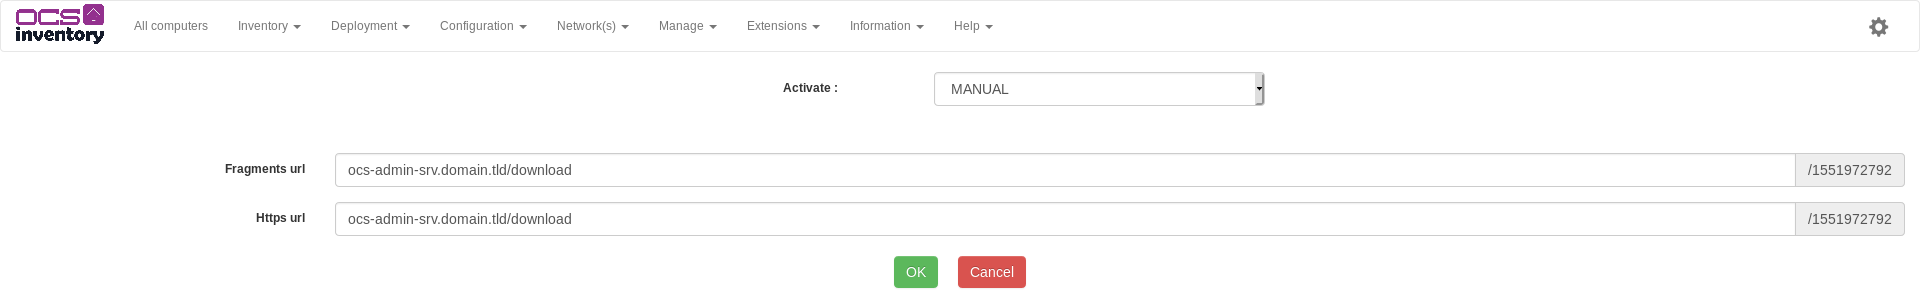 OCS inventory
All computers Inventory Deployment Configuration Network(s) Manage Extensions Information Help
Activate : MANUAL
Fragments url ocs-admin-srv.domain.tld/download /1551972792
Https url ocs-admin-srv.domain.tld/download /1551972792
OK Cancel